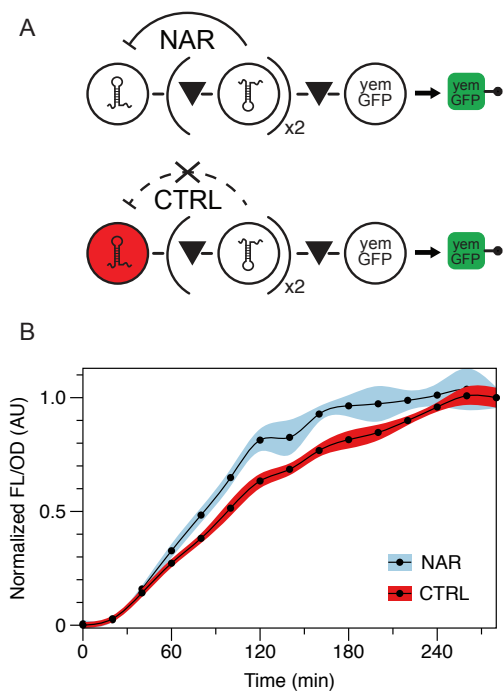 A
NAR
x2
yem
GFP
yem
GFP
CTRL
x2
yem
GFP
yem
GFP
B
Normalized FL/OD (AU)
1.0
0.5
0
NAR
CTRL
0 60 120 180 240
Time (min)